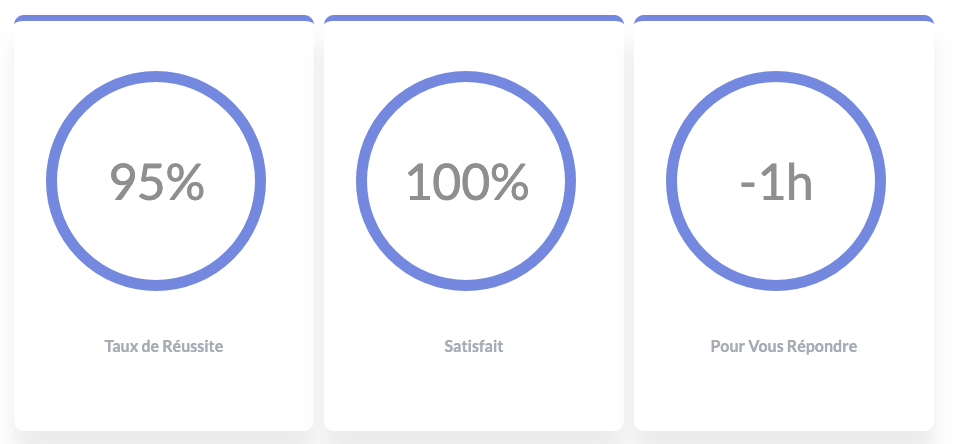 95%
100%
-1h
Taux de Réussite
Satisfait
Pour Vous Répondre